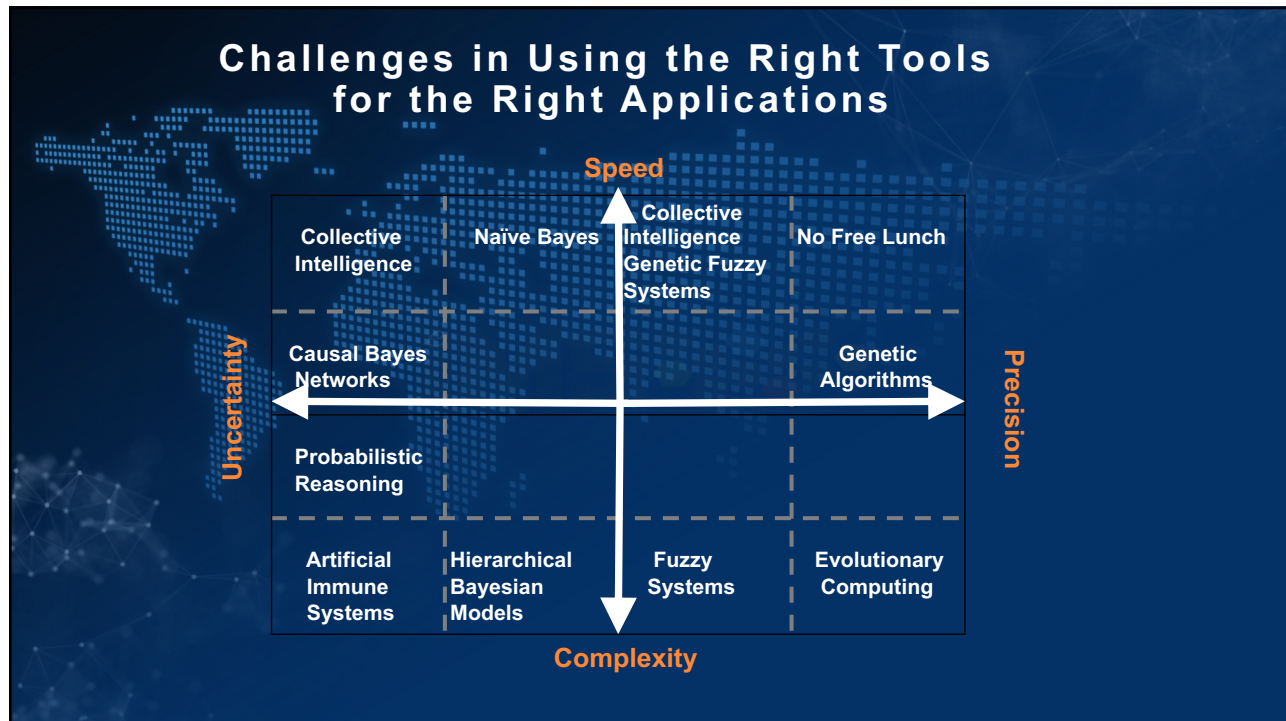 Challenges in Using the Right Tools
for the Right Applications
Speed
Collective
Intelligence
Naïve Bayes
Collective
Intelligence
Genetic Fuzzy
Systems
No Free Lunch
Uncertainty
Causal Bayes
Networks
Genetic
Algorithms
Precision
Probabilistic
Reasoning
Artificial
Immune
Systems
Hierarchical
Bayesian
Models
Fuzzy
Systems
Evolutionary
Computing
Complexity